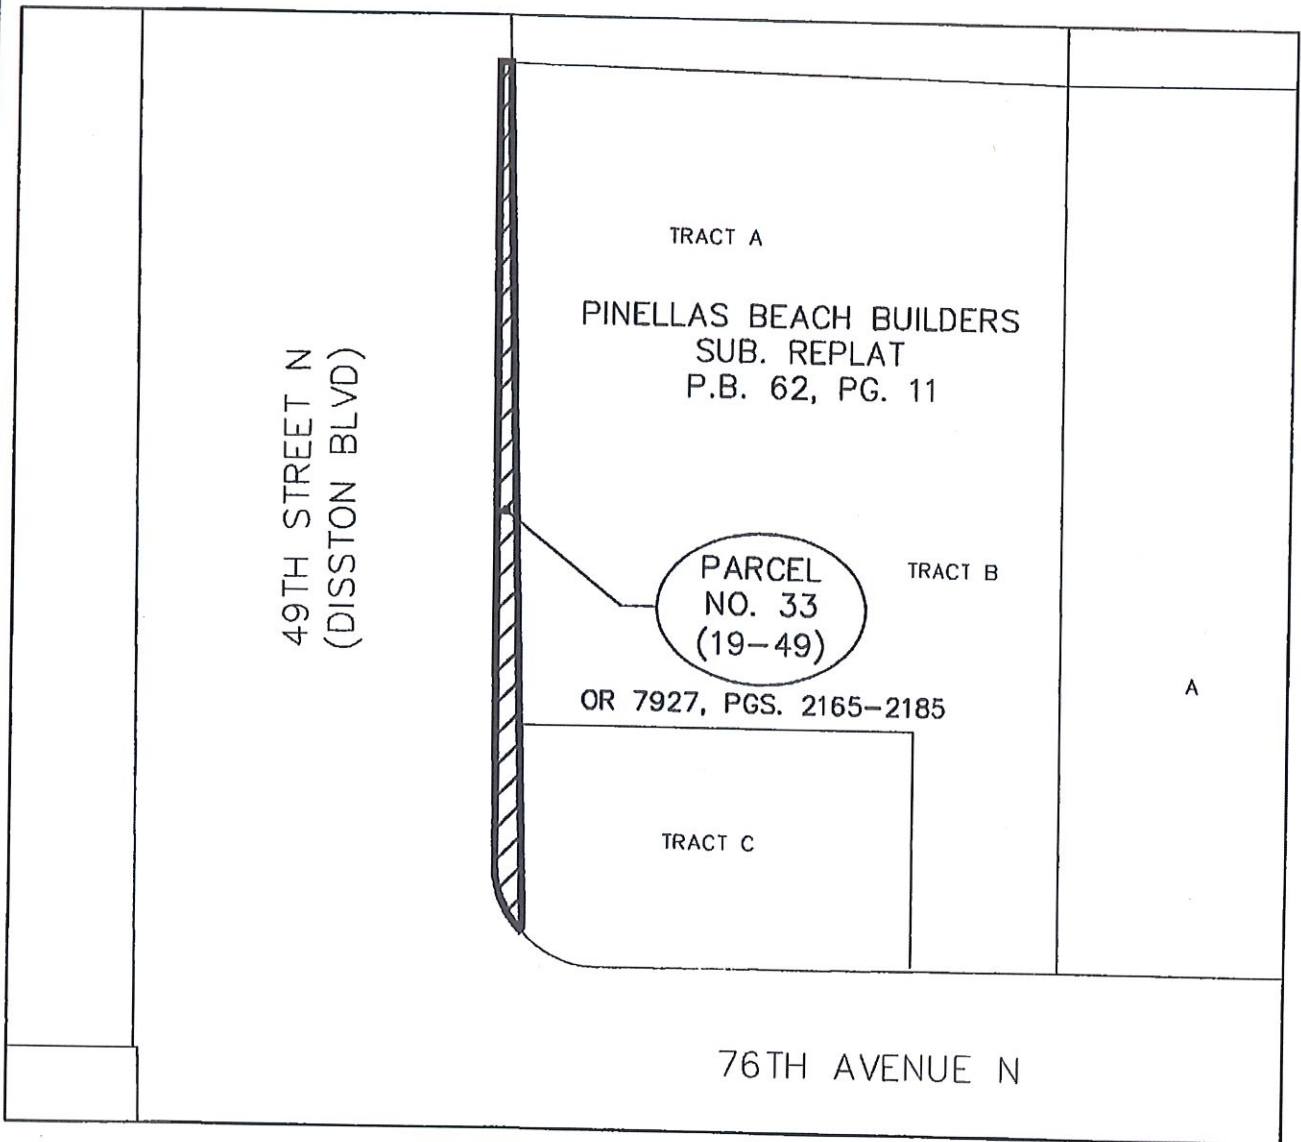 TRACT A
PINELLAS BEACH BUILDERS
SUB. REPLAT
P.B. 62, PG. 11
49TH STREET N
(DISSTON BLVD)
PARCEL
NO. 33
(19-49)
TRACT B
OR 7927, PGS. 2165-2185
A
TRACT C
76TH AVENUE N